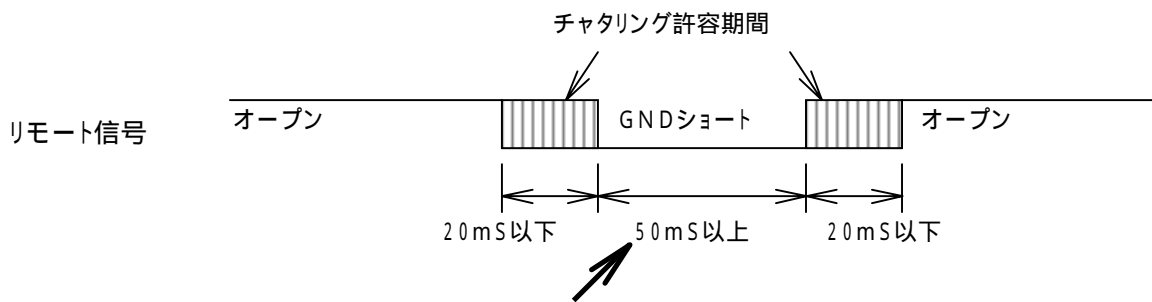 チャタリング許容期間
リモート信号
オープン
GNDショート
オープン
20mS以下
50mS以上
20mS以下